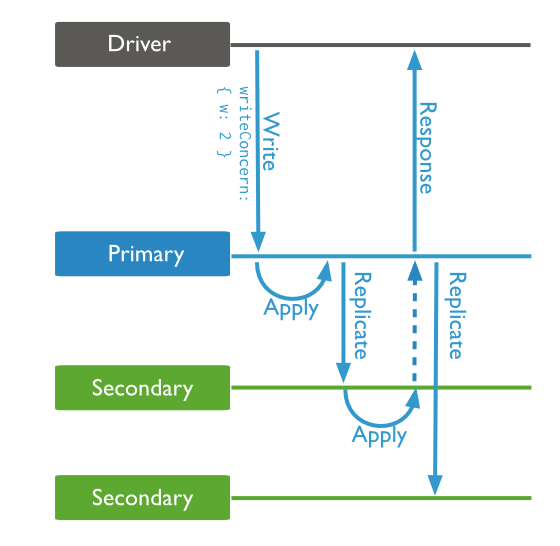 Driver
Write
writeConcern:
{ w: 2 }
Response
Primary
Apply
Replicate
Replicate
Secondary
Apply
Secondary